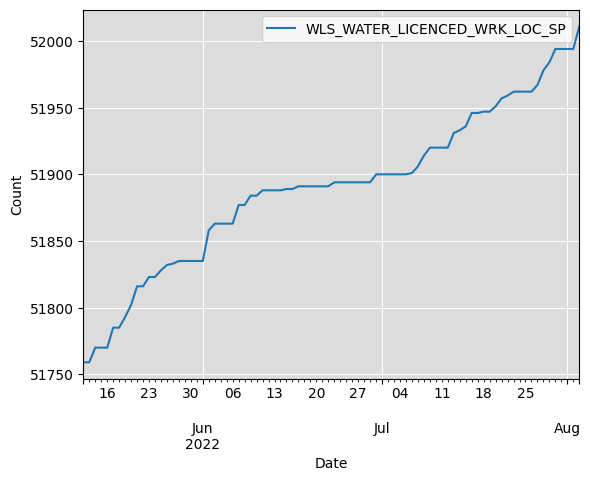 WLS_WATER_LICENCED_WRK_LOC_SP
52000
51950
51900
51850
51800
51750
Count
16 23 30 06 13 20 27 04 11 18 25
Jun Jul Aug
2022
Date